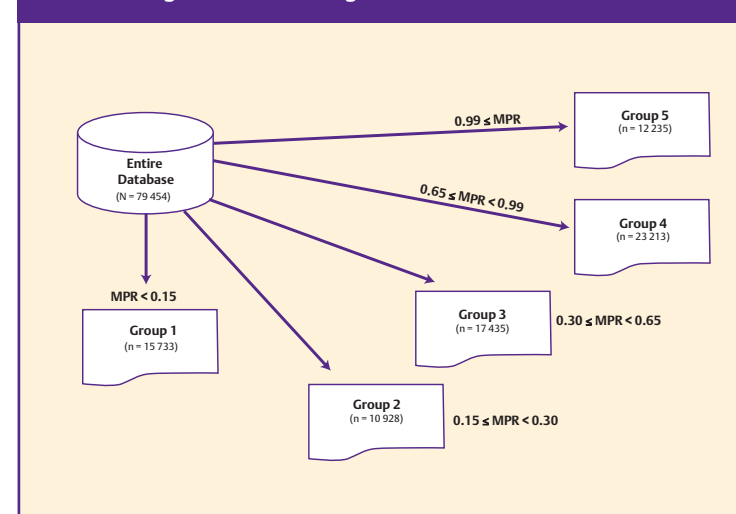 0.99 ≤ MPR
Group 5
(n = 12 235)
Entire
Database
(N = 79 454)
0.65 ≤ MPR < 0.99
Group 4
(n = 23 213)
MPR < 0.15
Group 1
(n = 15 733)
Group 3
(n = 17 435)
0.30 ≤ MPR < 0.65
Group 2
(n = 10 928)
0.15 ≤ MPR < 0.30